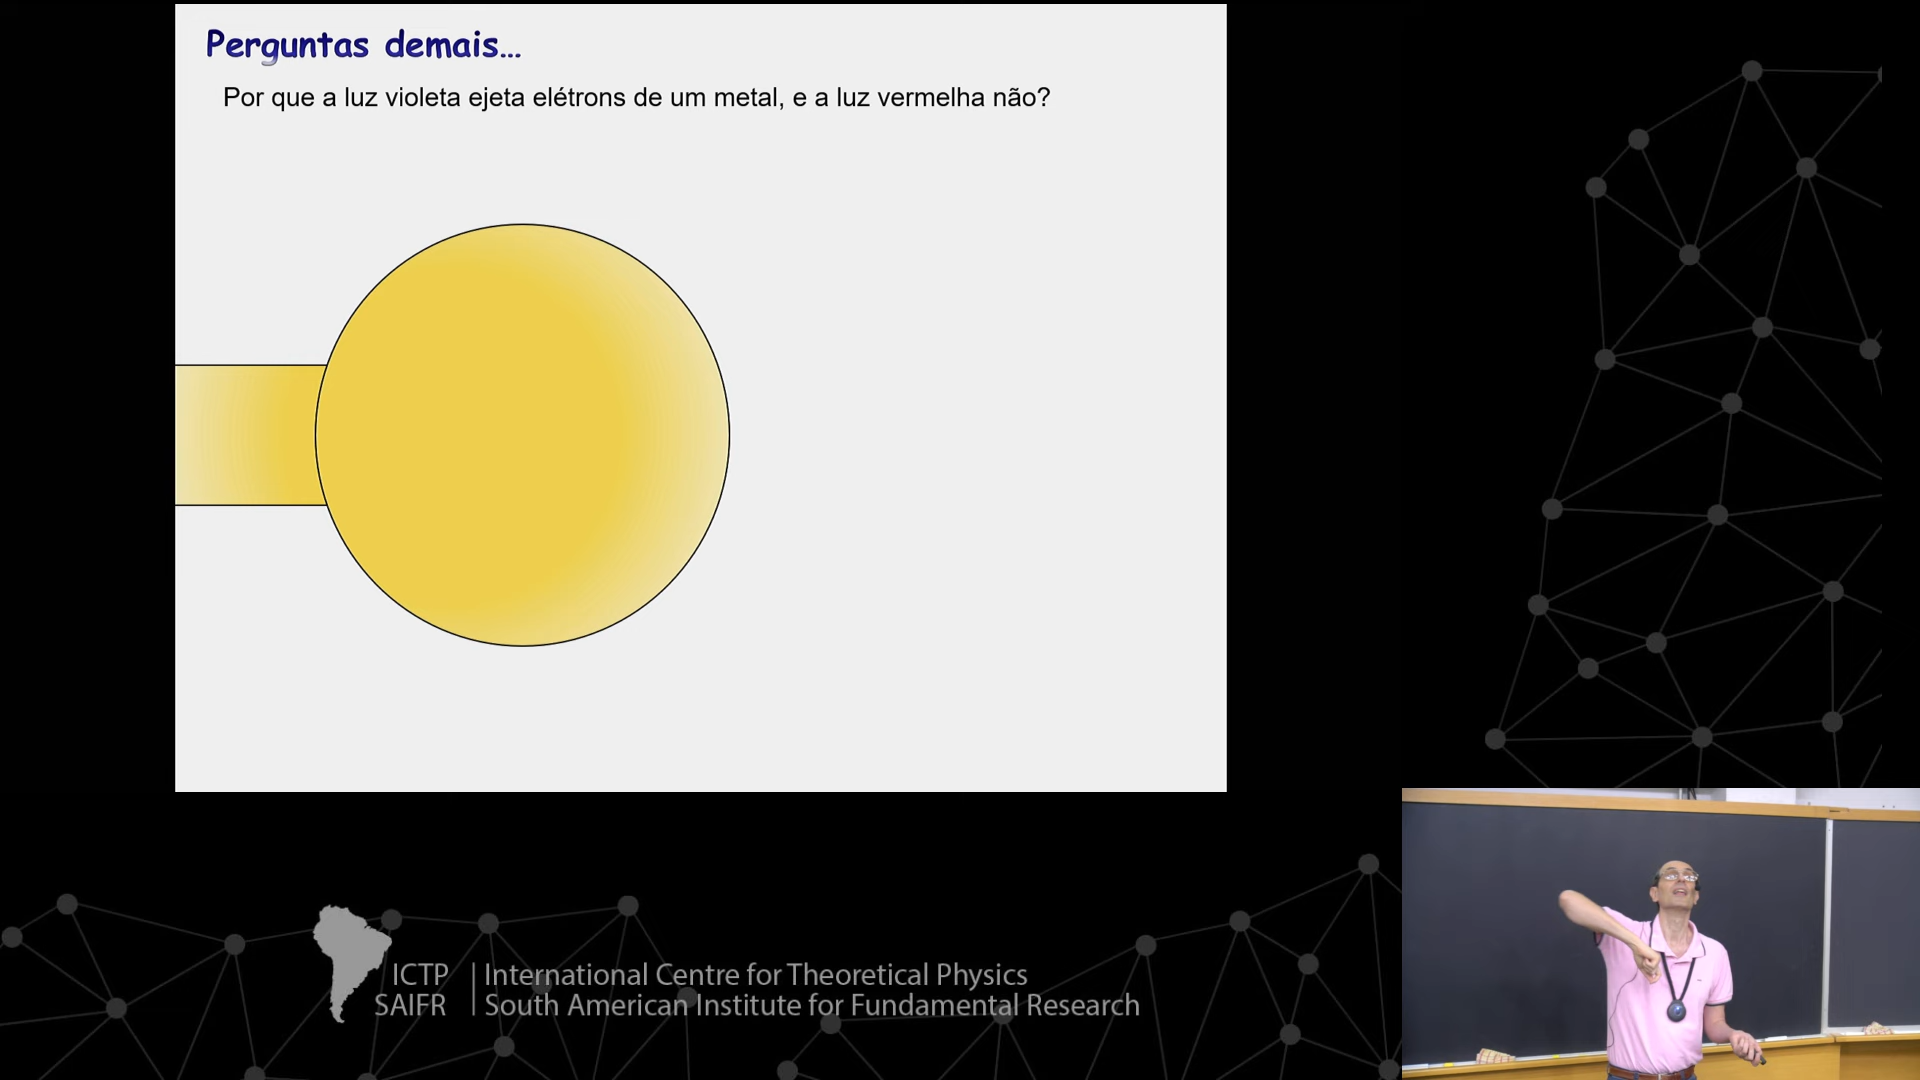 Perguntas demais...
Por que a luz violeta ejeta elétrons de um metal, e a luz vermelha não?
ICTP
SAIFR
International Centre for Theoretical Physics
South American Institute for Fundamental Research